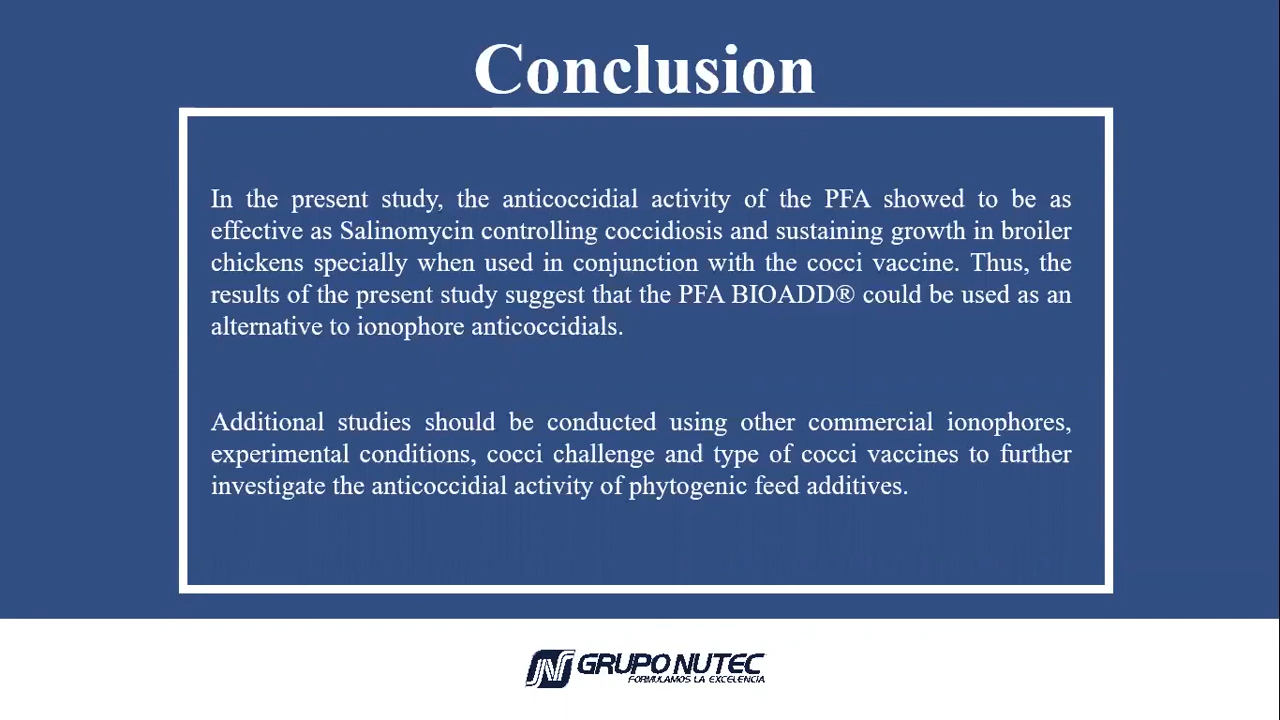 Conclusion
In the present study, the anticoccidial activity of the PFA showed to be as
effective as Salinomycin controlling coccidiosis and sustaining growth in broiler
chickens specially when used in conjunction with the cocci vaccine. Thus, the
results of the present study suggest that the PFA BIOADD® could be used as an
alternative to ionophore anticoccidials.
Additional studies should be conducted using other commercial ionophores,
experimental conditions, cocci challenge and type of cocci vaccines to further
investigate the anticoccidial activity of phytogenic feed additives.
GRUPO NUTEC
FORMULAMOS LA EXCELENCIA